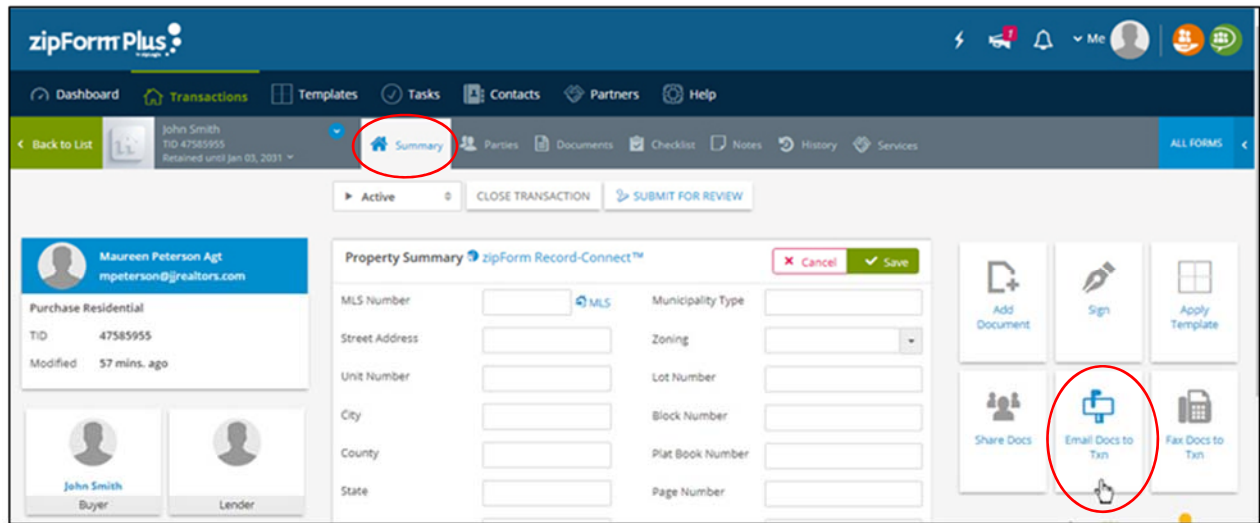 zipForm Plus
1
Me
Dashboard
Transactions
Templates
Tasks
Contacts
Partners
Help
Back to List
John Smith
TID 47585955
Retained until Jan 03, 2031
Summary
Parties
Documents
Checklist
Notes
History
Services
ALL FORMS
Active
CLOSE TRANSACTION
SUBMIT FOR REVIEW
Maureen Peterson Agt
mpeterson@jjrealtors.com
Purchase Residential
TID 47585955
Modified 57 mins. ago
John Smith
Buyer
Lender
Property Summary zipForm Record-Connect™
Cancel
Save
MLS Number
MLS
Street Address
Unit Number
City
County
State
Municipality Type
Zoning
Lot Number
Block Number
Plat Book Number
Page Number
Add
Document
Sign
Apply
Template
Share Docs
Email Docs to
Txn
Fax Docs to
Txn